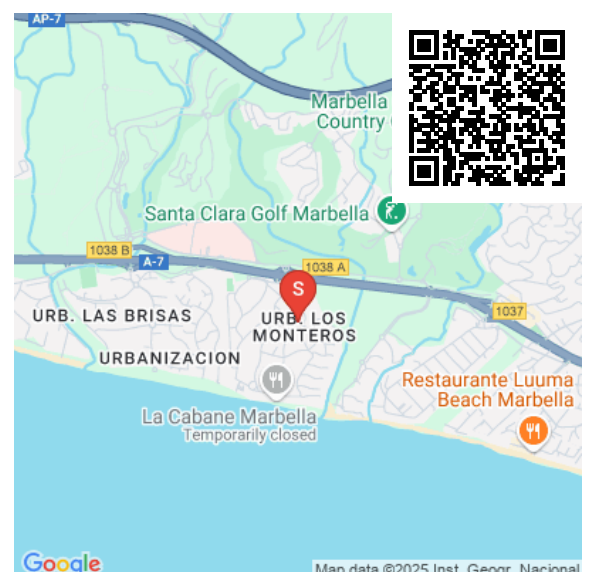 AP-7
Marbella
Country
Santa Clara Golf Marbella
1038 B
A-7
1038 A
S
1037
URB. LAS BRISAS
URB. LOS
MONTEROS
URBANIZACION
Restaurante Luuma
Beach Marbella
La Cabane Marbella
Temporarily closed
Google
Map data ©2025 Inst. Geogr. Nacional